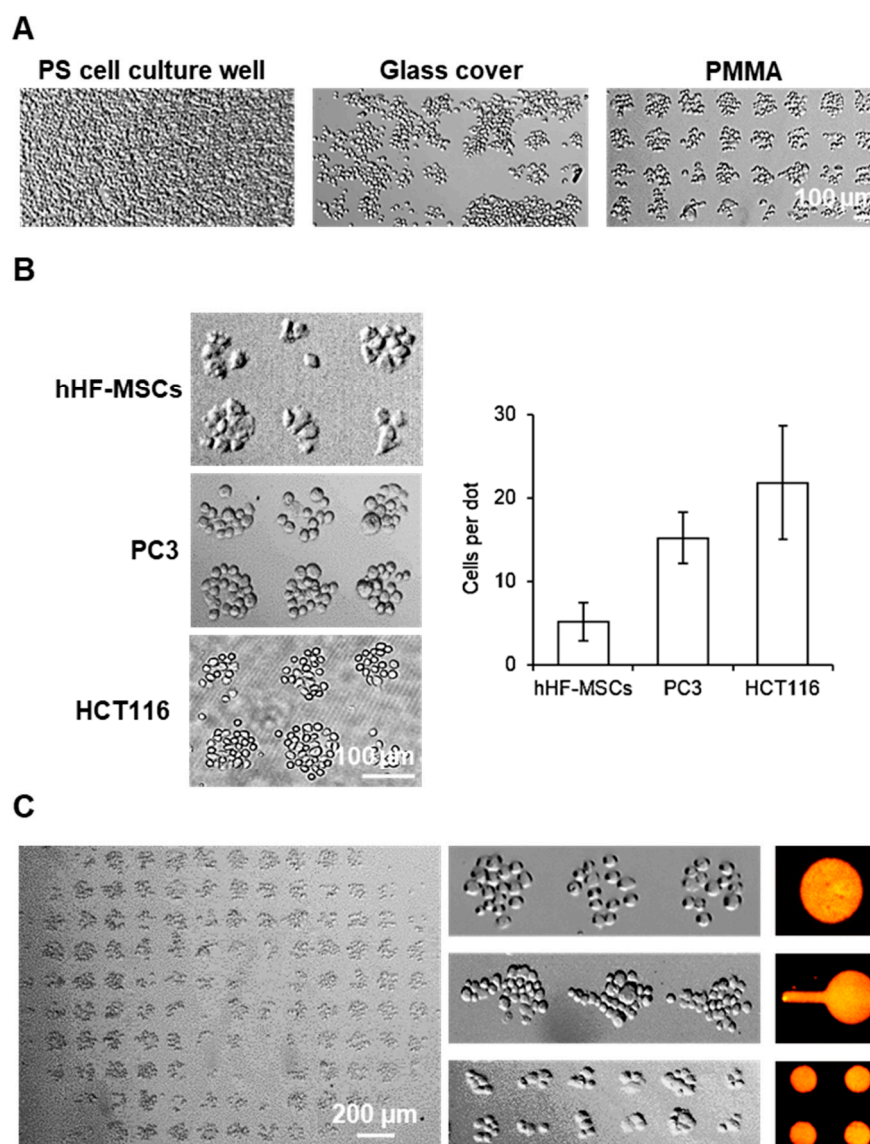 A
PS cell culture well
Glass cover
PMMA
100 µm
B
hHF-MSCs
PC3
HCT116
100 µm
Cells per dot
30
20
10
0
hHF-MSCs
PC3
HCT116
C
200 µm